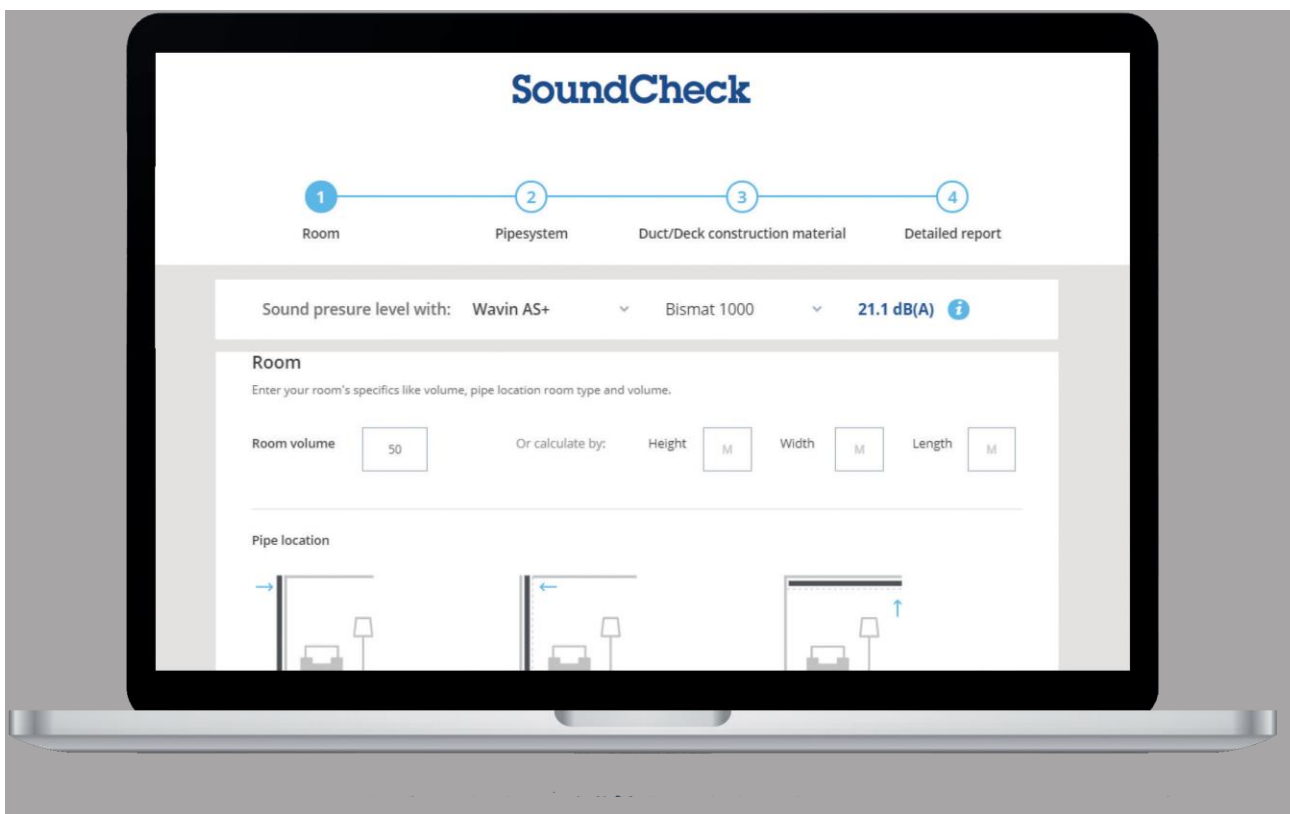 SoundCheck
1 2 3 4
Room Pipesystem Duct/Deck construction material Detailed report
Sound presure level with: Wavin AS+ Bismat 1000 21.1 dB(A) i
Room
Enter your room's specifics like volume, pipe location room type and volume.
Room volume 50 Or calculate by: Height M Width M Length M
Pipe location